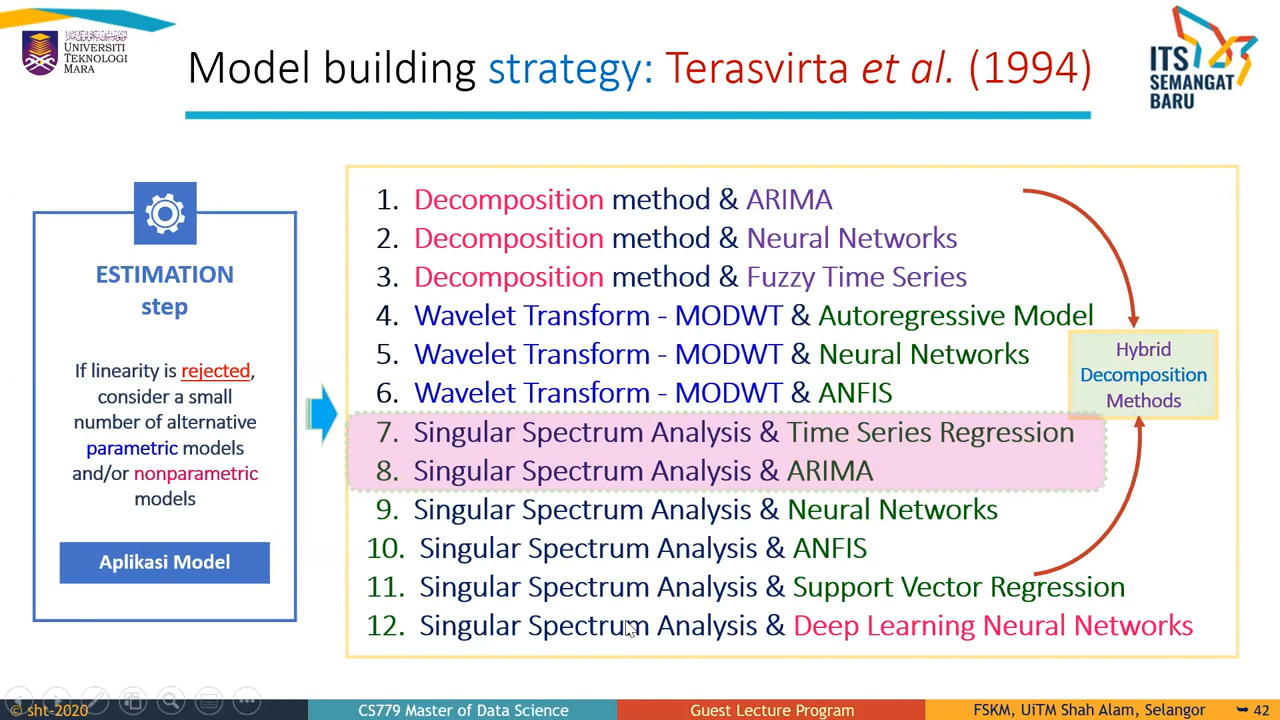 UNIVERSITI
TEKNOLOGI
MARA
Model building strategy: Terasvirta et al. (1994)
ITS
SEMANGAT
BARU
ESTIMATION
step
If linearity is rejected,
consider a small
number of alternative
parametric models
and/or nonparametric
models
Aplikasi Model
1. Decomposition method & ARIMA
2. Decomposition method & Neural Networks
3. Decomposition method & Fuzzy Time Series
4. Wavelet Transform - MODWT & Autoregressive Model
5. Wavelet Transform - MODWT & Neural Networks
6. Wavelet Transform - MODWT & ANFIS
7. Singular Spectrum Analysis & Time Series Regression
8. Singular Spectrum Analysis & ARIMA
9. Singular Spectrum Analysis & Neural Networks
10. Singular Spectrum Analysis & ANFIS
11. Singular Spectrum Analysis & Support Vector Regression
12. Singular Spectrum Analysis & Deep Learning Neural Networks
Hybrid
Decomposition
Methods
© sht-2020
CS779 Master of Data Science
Guest Lecture Program
FSKM, UiTM Shah Alam, Selangor
42